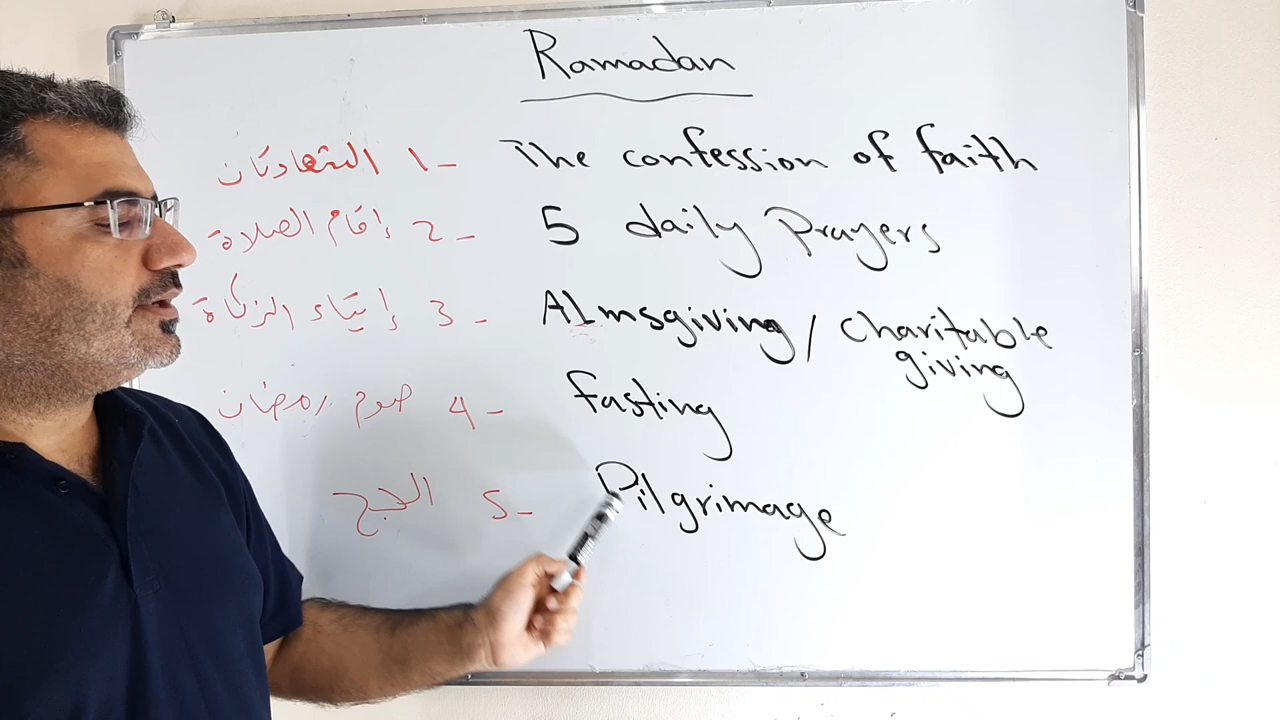 Ramadan
الشهادتان ١ - The confession of faith
إقام الصلاة 2 - 5 daily Prayers
إيتاء الزكاة 3 - Almsgiving / charitable
giving
صوم رمضان 4 - fasting
الحج 5 - Pilgrimage